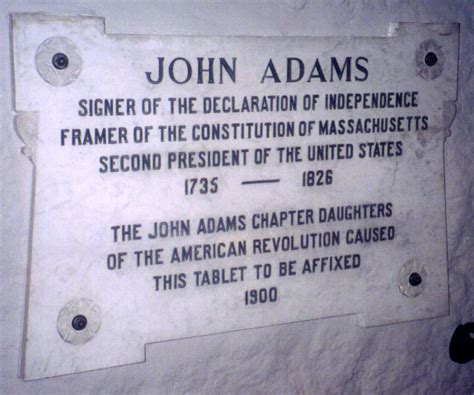 JOHN ADAMS
SIGNER OF THE DECLARATION OF INDEPENDENCE
FRAMER OF THE CONSTITUTION OF MASSACHUSETTS
SECOND PRESIDENT OF THE UNITED STATES
1735 — 1826
THE JOHN ADAMS CHAPTER DAUGHTERS
OF THE AMERICAN REVOLUTION CAUSED
THIS TABLET TO BE AFFIXED
1900